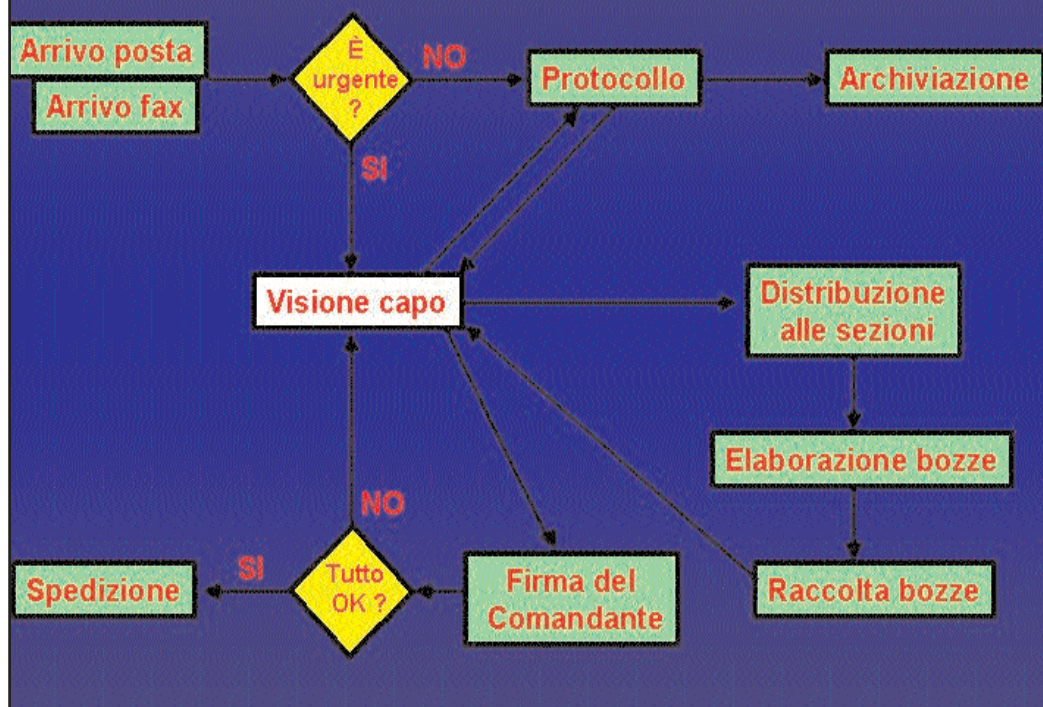 Arrivo posta
Arrivo fax
È
urgente
?
NO
Protocollo
Archiviazione
SI
Visione capo
Distribuzione
alle sezioni
Elaborazione bozze
NO
Spedizione
SI
Tutto
OK ?
Firma del
Comandante
Raccolta bozze